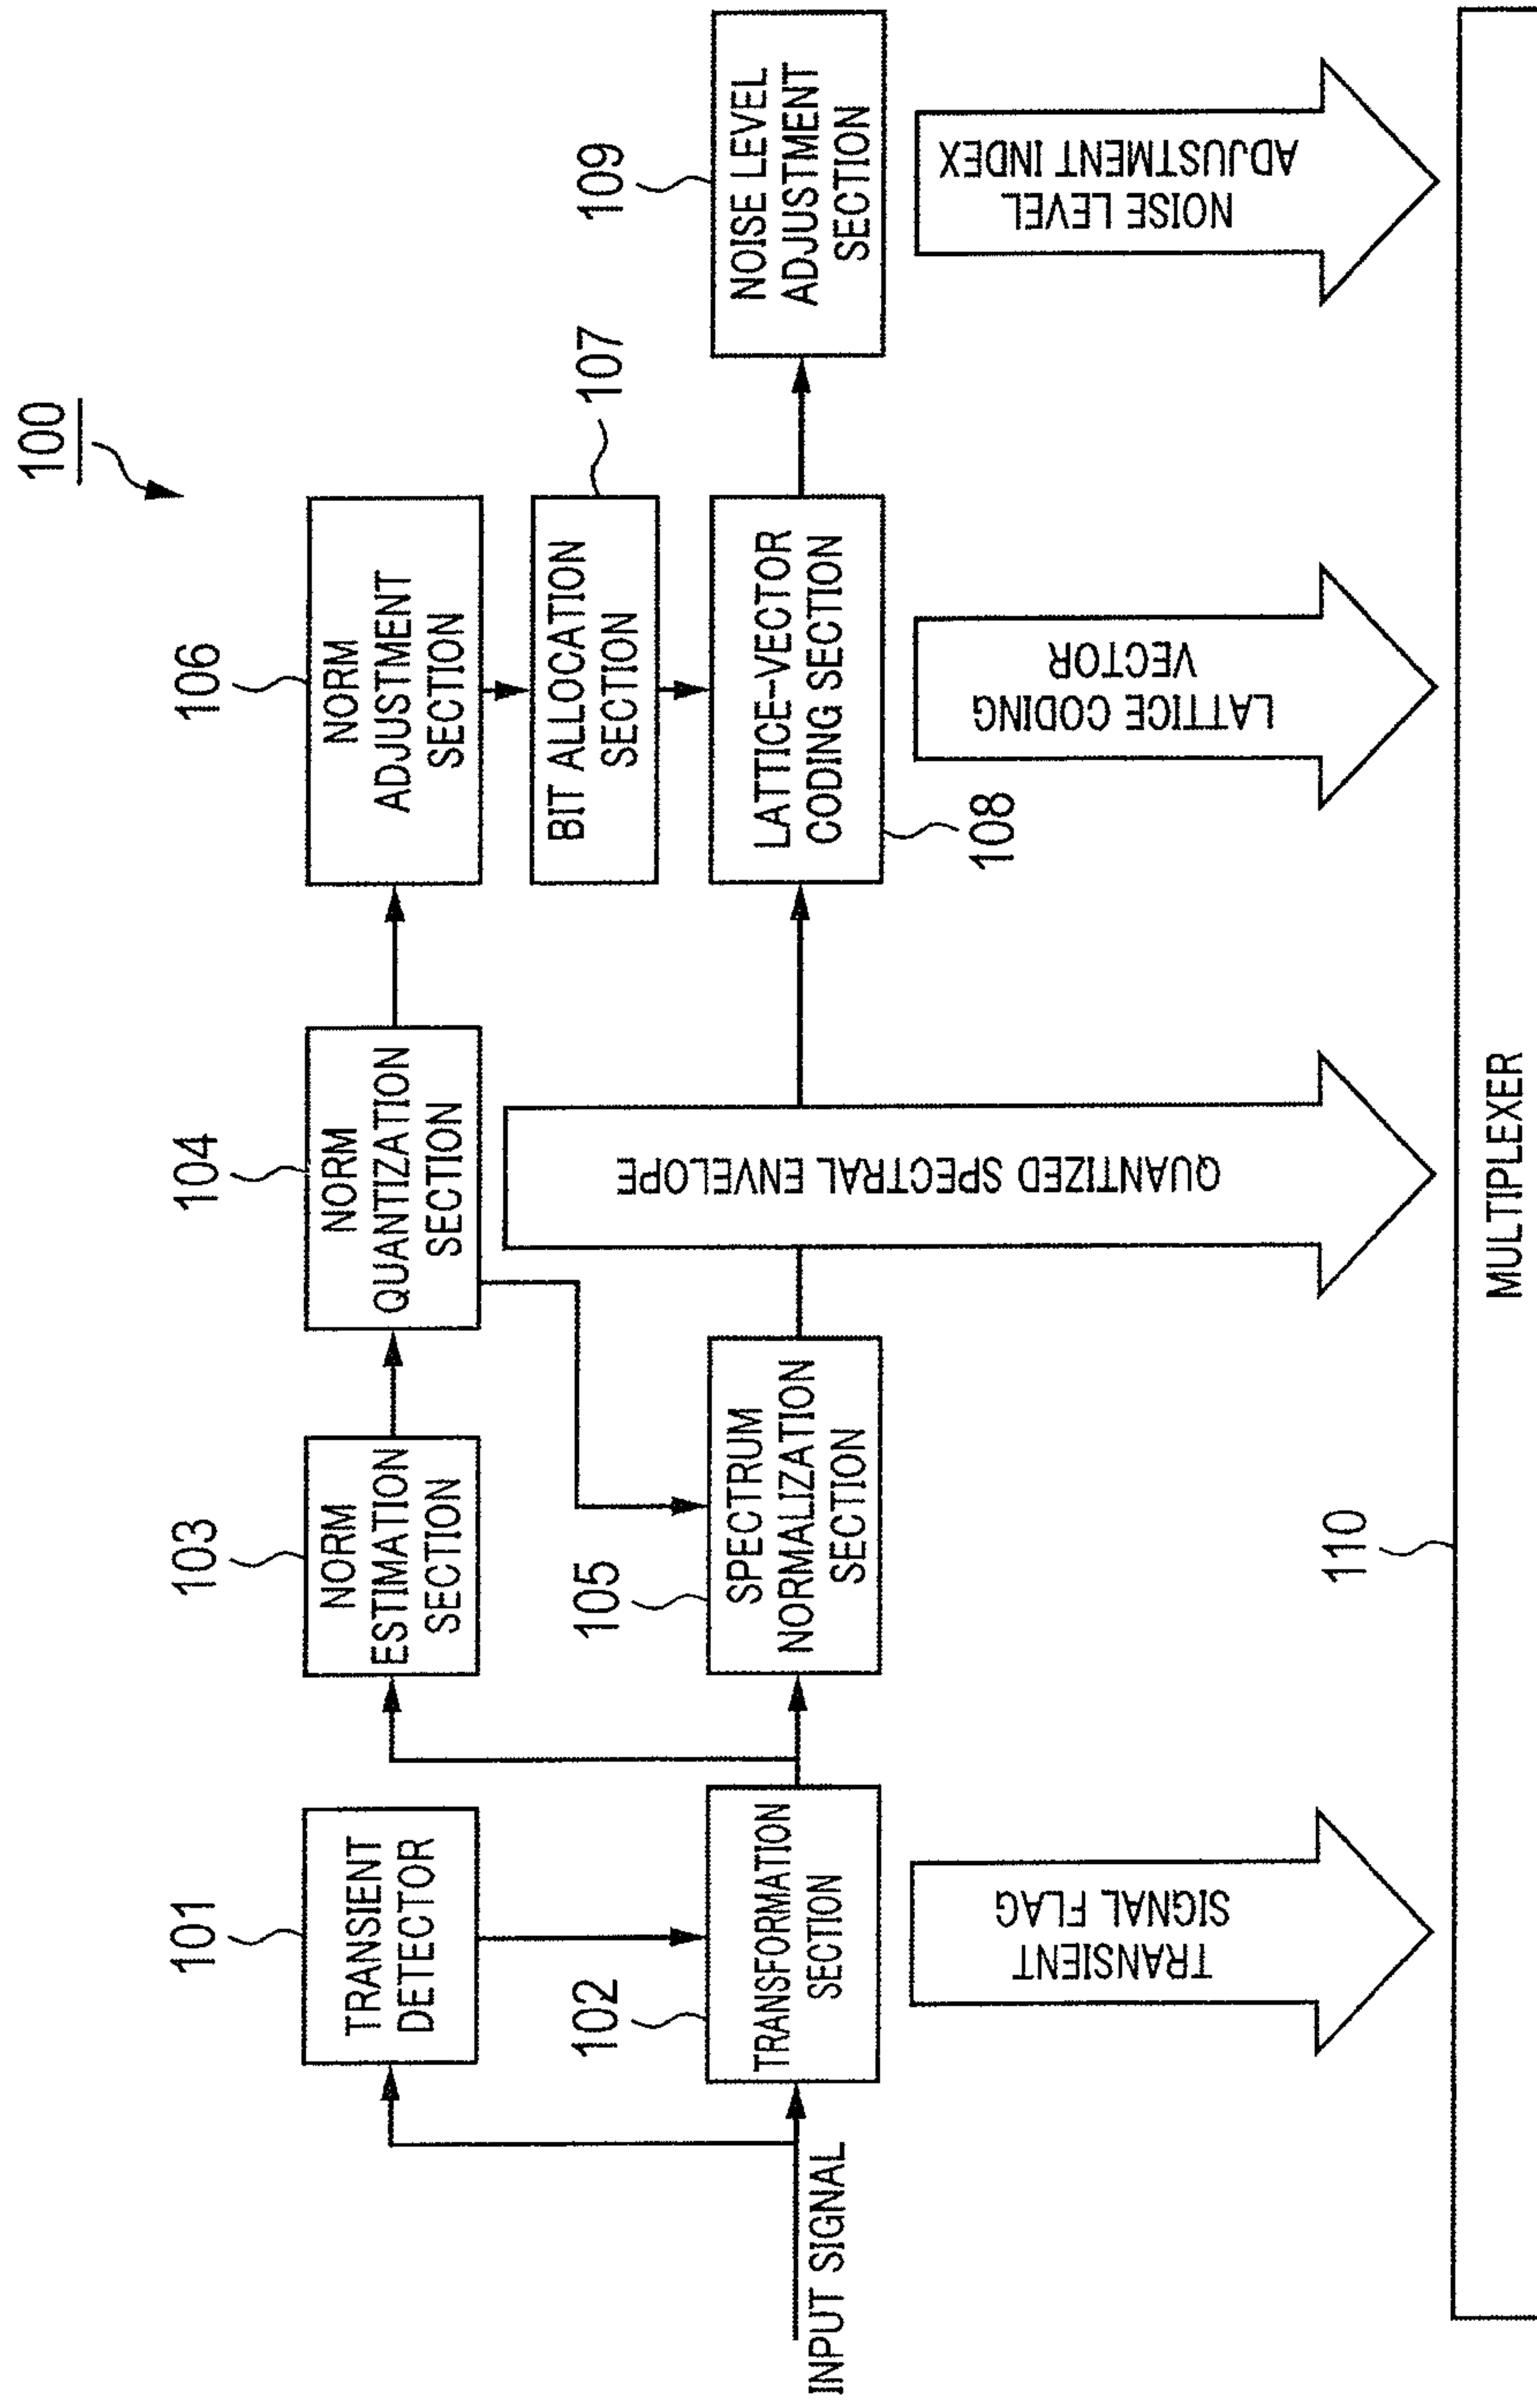 100
101
TRANSIENT
DETECTOR
103
NORM
ESTIMATION
SECTION
104
NORM
QUANTIZATION
SECTION
106
NORM
ADJUSTMENT
SECTION
BIT ALLOCATION
SECTION
107
INPUT SIGNAL
102
TRANSFORMATION
SECTION
105
SPECTRUM
NORMALIZATION
SECTION
LATTICE-VECTOR
CODING SECTION
108
109
NOISE LEVEL
ADJUSTMENT
SECTION
TRANSIENT
SIGNAL FLAG
QUANTIZED SPECTRAL ENVELOPE
LATTICE CODING
VECTOR
NOISE LEVEL
ADJUSTMENT INDEX
110
MULTIPLEXER